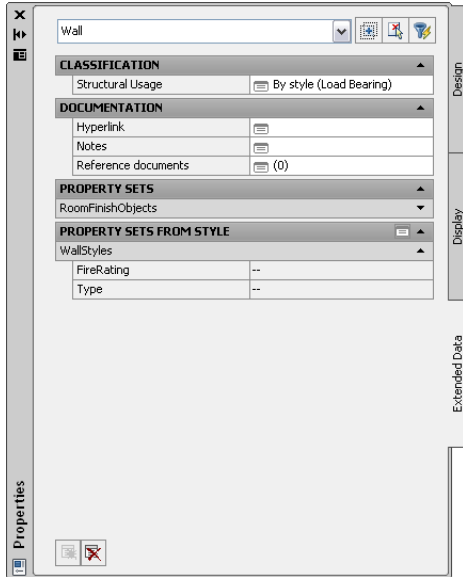 Wall
CLASSIFICATION
Structural Usage By style (Load Bearing)
DOCUMENTATION
Hyperlink
Notes
Reference documents (0)
PROPERTY SETS
RoomFinishObjects
PROPERTY SETS FROM STYLE
WallStyles
FireRating --
Type --
Design
Display
Extended Data
Properties